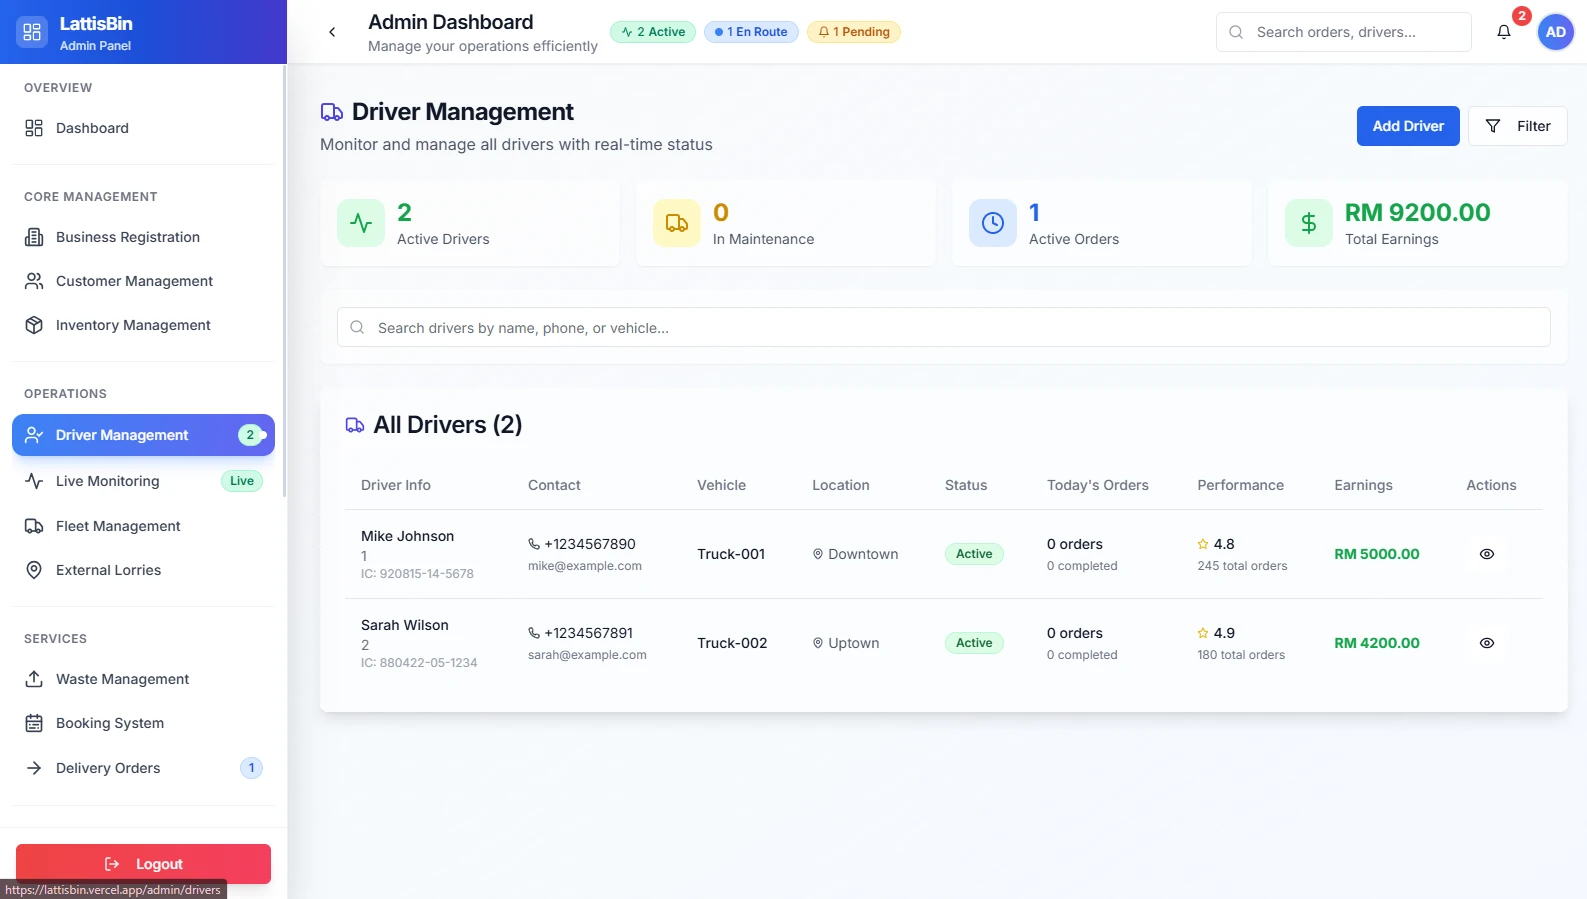 LattisBin
Admin Panel
OVERVIEW
Dashboard
CORE MANAGEMENT
Business Registration
Customer Management
Inventory Management
OPERATIONS
Driver Management 2
Live Monitoring Live
Fleet Management
External Lorries
SERVICES
Waste Management
Booking System
Delivery Orders 1
Logout
https://lattisbin.vercel.app/admin/drivers
Admin Dashboard
Manage your operations efficiently
2 Active
1 En Route
1 Pending
Search orders, drivers...
2
AD
Driver Management
Monitor and manage all drivers with real-time status
Add Driver
Filter
2
Active Drivers
0
In Maintenance
1
Active Orders
RM 9200.00
Total Earnings
Search drivers by name, phone, or vehicle...
All Drivers (2)
Driver Info Contact Vehicle Location Status Today's Orders Performance Earnings Actions
Mike Johnson
1
IC: 920815-14-5678
+1234567890
mike@example.com
Truck-001
Downtown
Active
0 orders
0 completed
4.8
245 total orders
RM 5000.00
Sarah Wilson
2
IC: 880422-05-1234
+1234567891
sarah@example.com
Truck-002
Uptown
Active
0 orders
0 completed
4.9
180 total orders
RM 4200.00